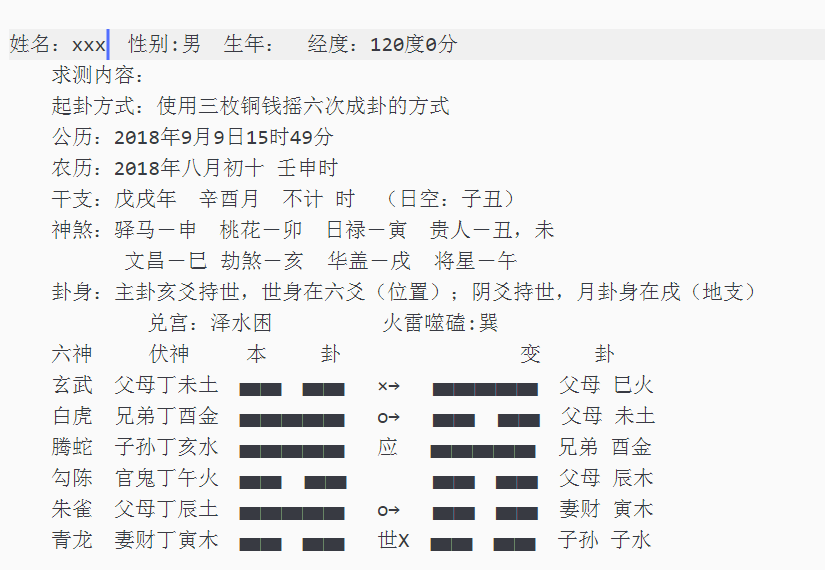 姓名：xxx 性别:男 生年： 经度：120度0分
求测内容：
起卦方式：使用三枚铜钱摇六次成卦的方式
公历：2018年9月9日15时49分
农历：2018年八月初十 壬申时
干支：戊戌年 辛酉月 不计 时 （日空：子丑）
神煞：驿马－申 桃花－卯 日禄－寅 贵人－丑，未
文昌－巳 劫煞－亥 华盖－戌 将星－午
卦身：主卦亥爻持世，世身在六爻（位置）；阴爻持世，月卦身在戌（地支）
兑宫：泽水困 火雷噬磕:巽
六神 伏神 本 卦 变 卦
玄武 父母丁未土 ×→ 父母 巳火
白虎 兄弟丁酉金 o→ 父母 未土
腾蛇 子孙丁亥水 应 兄弟 酉金
勾陈 官鬼丁午火 父母 辰木
朱雀 父母丁辰土 o→ 妻财 寅木
青龙 妻财丁寅木 世X 子孙 子水